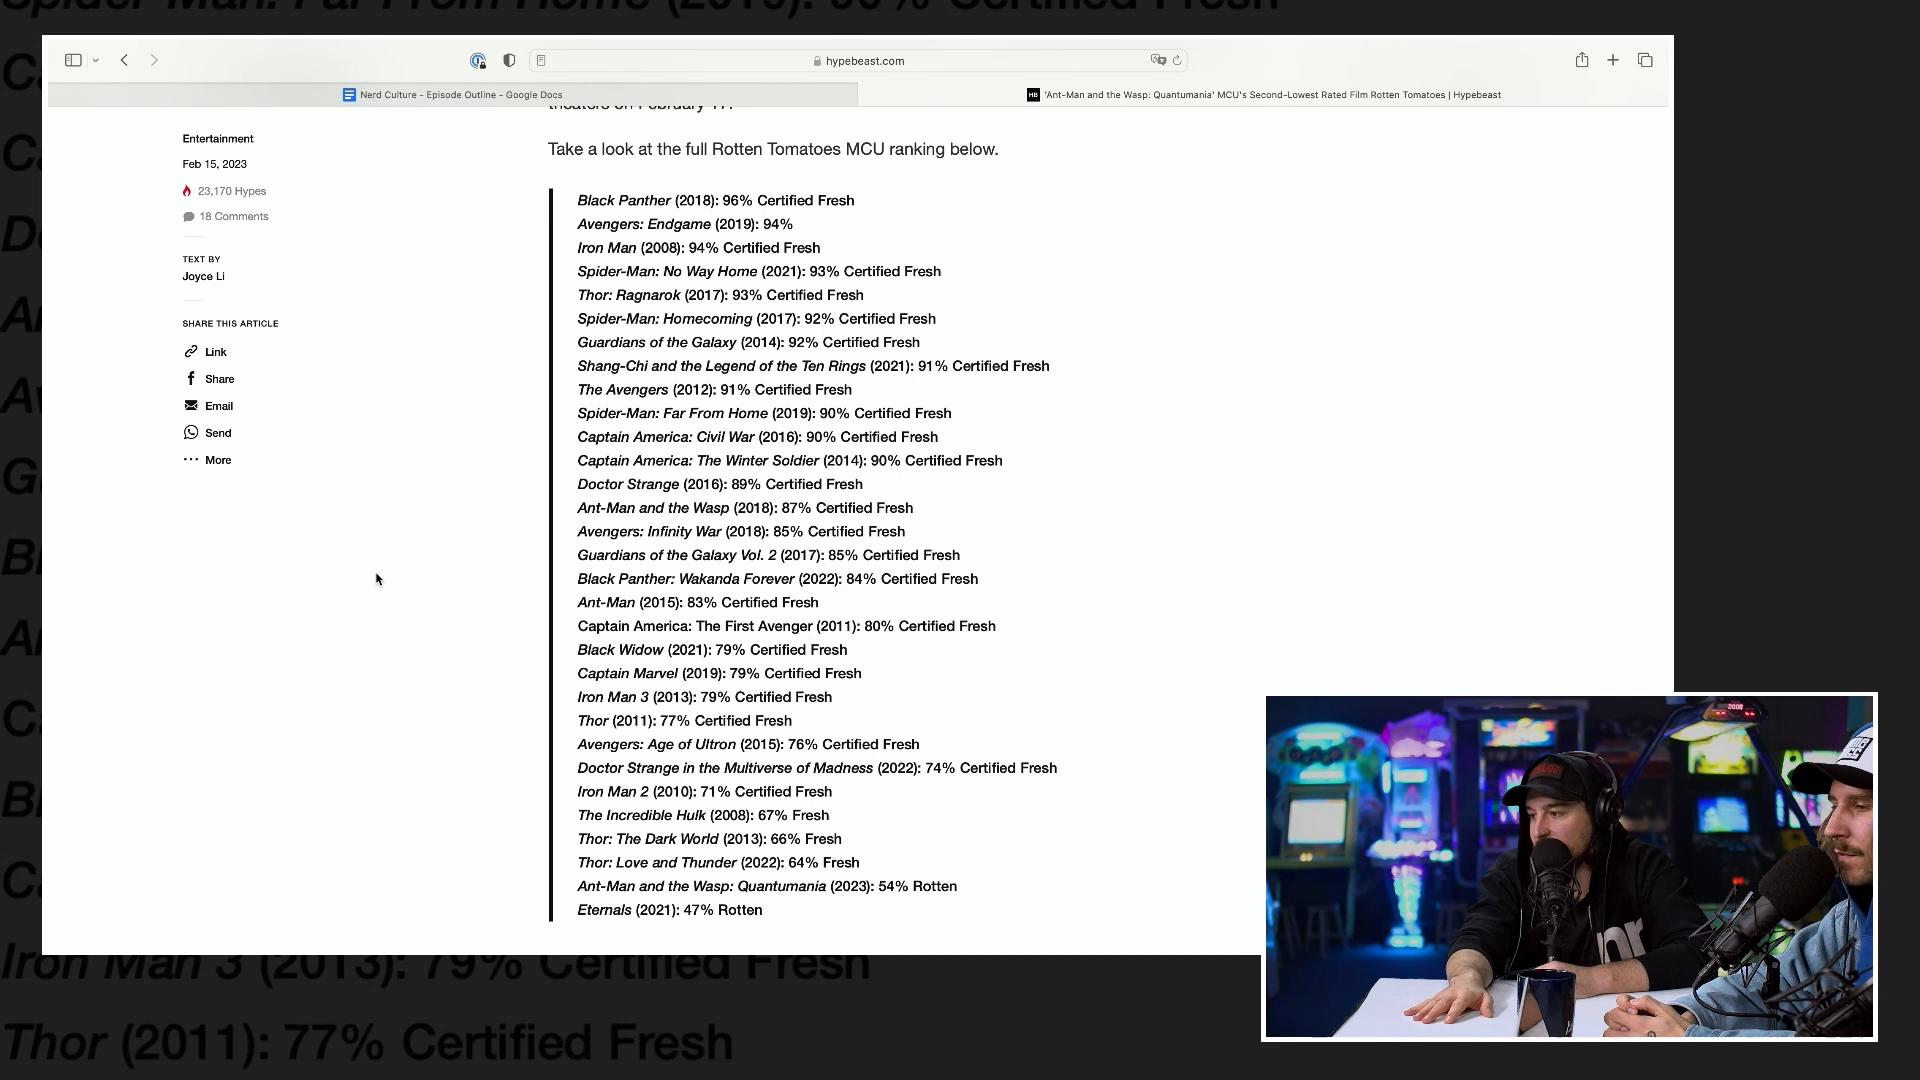 hypebeast.com
Nerd Culture - Episode Outline - Google Docs
'Ant-Man and the Wasp: Quantumania' MCU's Second-Lowest Rated Film Rotten Tomatoes | Hypebeast
theaters on February 17.
Entertainment
Feb 15, 2023
23,170 Hypes
18 Comments
TEXT BY
Joyce Li
SHARE THIS ARTICLE
Link
Share
Email
Send
More
Take a look at the full Rotten Tomatoes MCU ranking below.
Black Panther (2018): 96% Certified Fresh
Avengers: Endgame (2019): 94%
Iron Man (2008): 94% Certified Fresh
Spider-Man: No Way Home (2021): 93% Certified Fresh
Thor: Ragnarok (2017): 93% Certified Fresh
Spider-Man: Homecoming (2017): 92% Certified Fresh
Guardians of the Galaxy (2014): 92% Certified Fresh
Shang-Chi and the Legend of the Ten Rings (2021): 91% Certified Fresh
The Avengers (2012): 91% Certified Fresh
Spider-Man: Far From Home (2019): 90% Certified Fresh
Captain America: Civil War (2016): 90% Certified Fresh
Captain America: The Winter Soldier (2014): 90% Certified Fresh
Doctor Strange (2016): 89% Certified Fresh
Ant-Man and the Wasp (2018): 87% Certified Fresh
Avengers: Infinity War (2018): 85% Certified Fresh
Guardians of the Galaxy Vol. 2 (2017): 85% Certified Fresh
Black Panther: Wakanda Forever (2022): 84% Certified Fresh
Ant-Man (2015): 83% Certified Fresh
Captain America: The First Avenger (2011): 80% Certified Fresh
Black Widow (2021): 79% Certified Fresh
Captain Marvel (2019): 79% Certified Fresh
Iron Man 3 (2013): 79% Certified Fresh
Thor (2011): 77% Certified Fresh
Avengers: Age of Ultron (2015): 76% Certified Fresh
Doctor Strange in the Multiverse of Madness (2022): 74% Certified Fresh
Iron Man 2 (2010): 71% Certified Fresh
The Incredible Hulk (2008): 67% Fresh
Thor: The Dark World (2013): 66% Fresh
Thor: Love and Thunder (2022): 64% Fresh
Ant-Man and the Wasp: Quantumania (2023): 54% Rotten
Eternals (2021): 47% Rotten
Iron Man 3 (2013): 79% Certified Fresh
Thor (2011): 77% Certified Fresh